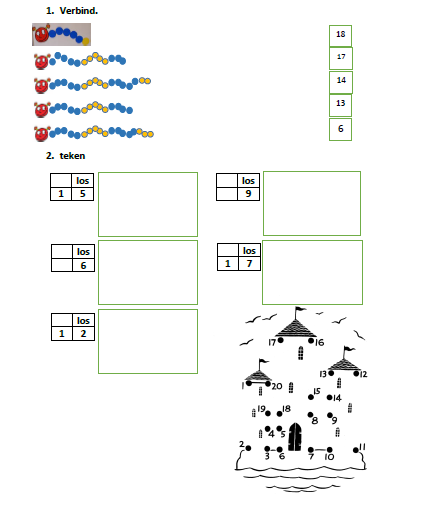 1. Verbind.
18
17
14
13
6
2. teken
los
1 5
los
9
los
6
los
1 7
los
1 2
17 16
13 12
1 20
15
14
19 18
8 9
4 5
2 11
3 6 7 10